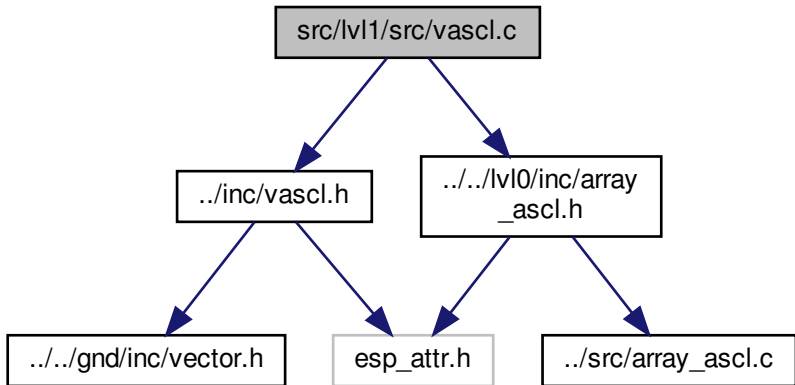 src/lvl1/src/vascl.c
../inc/vascl.h
../../lvl0/inc/array
_ascl.h
../../gnd/inc/vector.h
esp_attr.h
../src/array_ascl.c